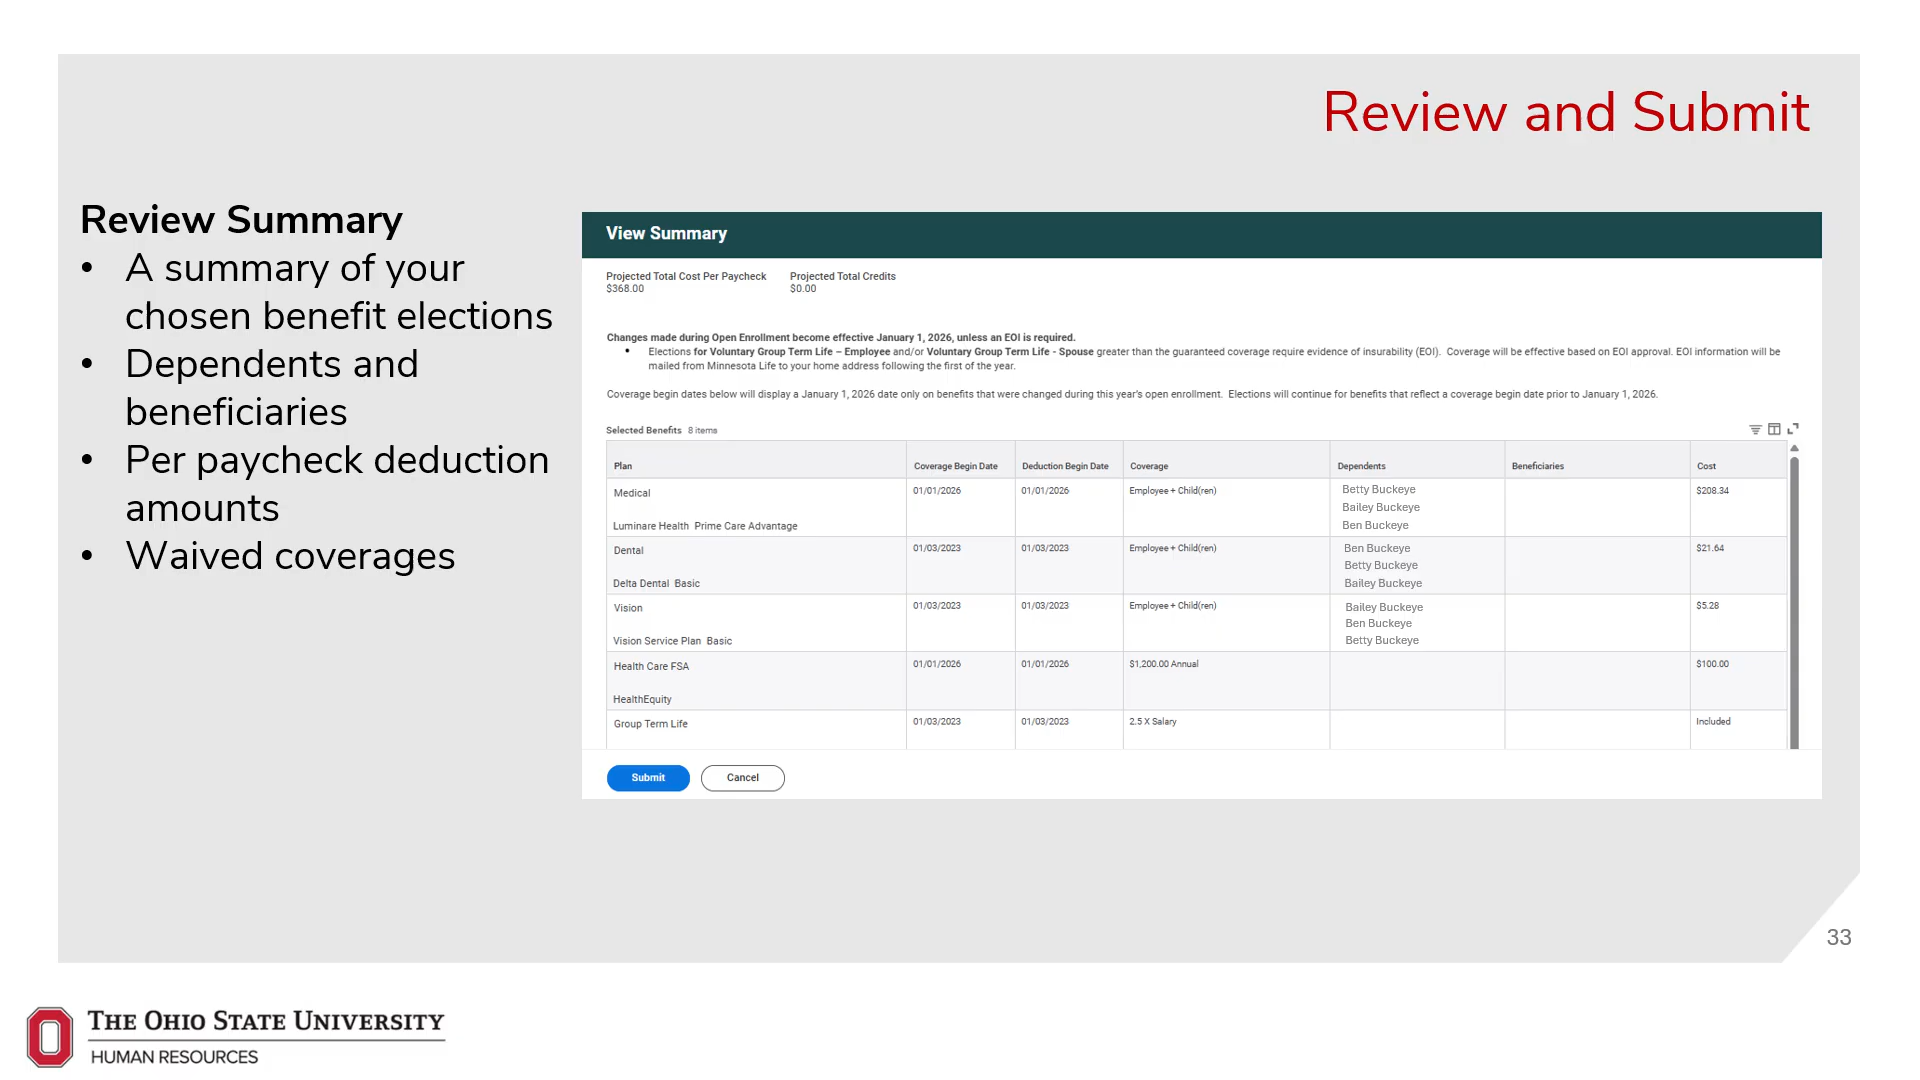 Review and Submit
Review Summary
• A summary of your
chosen benefit elections
• Dependents and
beneficiaries
• Per paycheck deduction
amounts
• Waived coverages
View Summary
Projected Total Cost Per Paycheck Projected Total Credits
$368.00 $0.00
Changes made during Open Enrollment become effective January 1, 2026, unless an EOI is required.
• Elections for Voluntary Group Term Life – Employee and/or Voluntary Group Term Life - Spouse greater than the guaranteed coverage require evidence of insurability (EOI). Coverage will be effective based on EOI approval. EOI information will be
mailed from Minnesota Life to your home address following the first of the year.
Coverage begin dates below will display a January 1, 2026 date only on benefits that were changed during this year's open enrollment. Elections will continue for benefits that reflect a coverage begin date prior to January 1, 2026.
Selected Benefits 8 items
Plan Coverage Begin Date Deduction Begin Date Coverage Dependents Beneficiaries Cost
Medical 01/01/2026 01/01/2026 Employee + Child(ren) Betty Buckeye $208.34
Bailey Buckeye
Luminare Health Prime Care Advantage Ben Buckeye
Dental 01/03/2023 01/03/2023 Employee + Child(ren) Ben Buckeye $21.64
Betty Buckeye
Delta Dental Basic Bailey Buckeye
Vision 01/03/2023 01/03/2023 Employee + Child(ren) Bailey Buckeye $5.28
Ben Buckeye
Vision Service Plan Basic Betty Buckeye
Health Care FSA 01/01/2026 01/01/2026 $1,200.00 Annual $100.00
HealthEquity
Group Term Life 01/03/2023 01/03/2023 2.5 X Salary Included
Submit Cancel
33
THE OHIO STATE UNIVERSITY
HUMAN RESOURCES